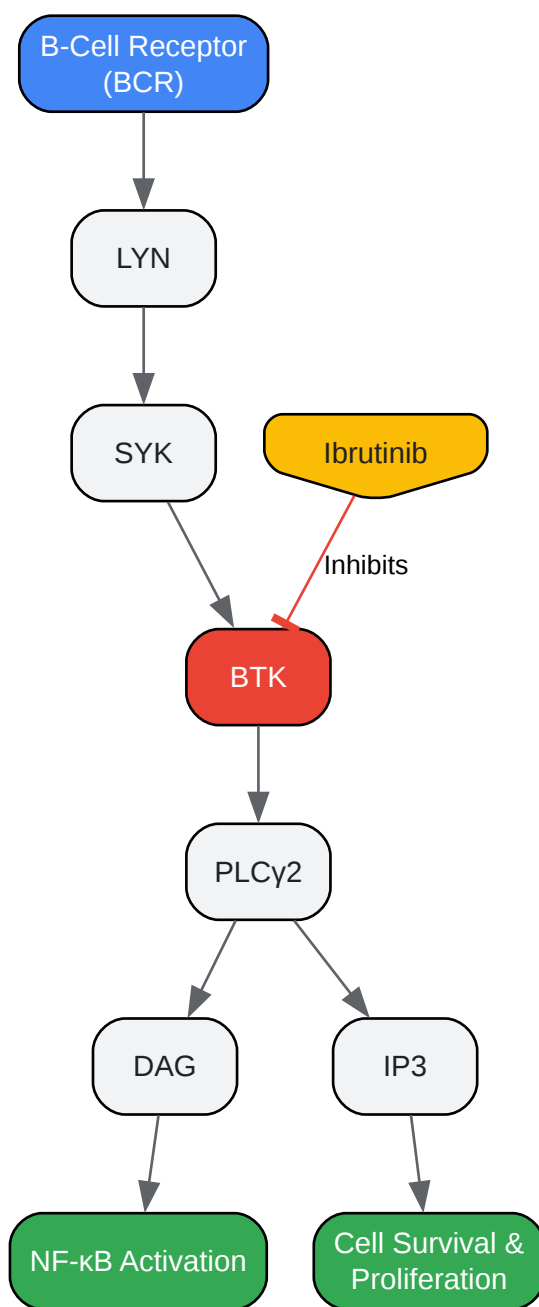 B-Cell Receptor
(BCR)
LYN
SYK
Ibrutinib
Inhibits
BTK
PLCγ2
DAG
IP3
NF-κB Activation
Cell Survival &
Proliferation